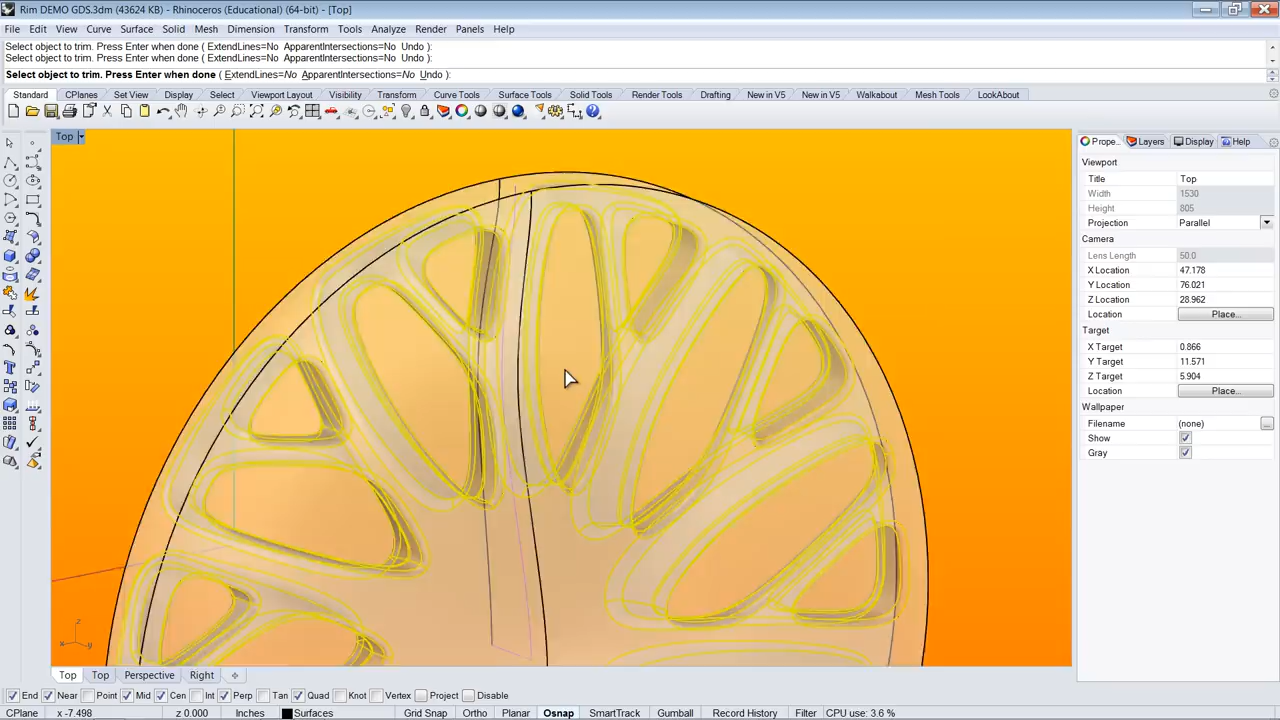 Rim DEMO GDS.3dm (43624 KB) - Rhinoceros (Educational) (64-bit) - [Top]
File Edit View Curve Surface Solid Mesh Dimension Transform Tools Analyze Render Panels Help
Select object to trim. Press Enter when done ( ExtendLines=No ApparentIntersections=No Undo ):
Select object to trim. Press Enter when done ( ExtendLines=No ApparentIntersections=No Undo ):
Select object to trim. Press Enter when done ( ExtendLines=No ApparentIntersections=No Undo ):
Standard CPlanes Set View Display Select Viewport Layout Visibility Transform Curve Tools Surface Tools Solid Tools Render Tools Drafting New in V5 New in V5 Walkabout Mesh Tools LookAbout
Top
Prope... Layers Display Help
Viewport
Title Top
Width 1530
Height 805
Projection Parallel
Camera
Lens Length 50.0
X Location 47.178
Y Location 76.021
Z Location 28.962
Location Place...
Target
X Target 0.866
Y Target 11.571
Z Target 5.904
Location Place...
Wallpaper
Filename (none) ...
Show
Gray
z
x y
Top Top Perspective Right
End Near Point Mid Cen Int Perp Tan Quad Knot Vertex Project Disable
CPlane x -7.498 z 0.000 Inches Surfaces Grid Snap Ortho Planar Osnap SmartTrack Gumball Record History Filter CPU use: 3.6 %